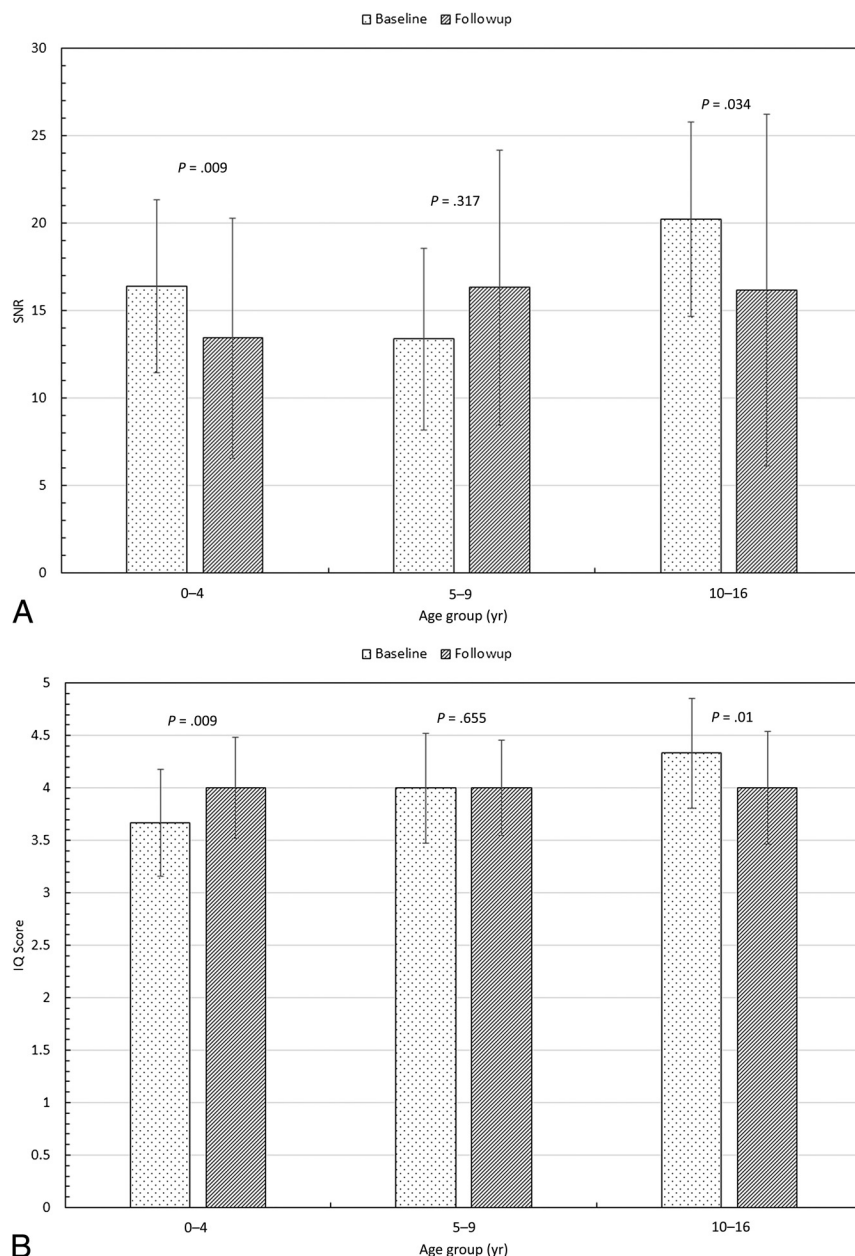 Baseline Followup
30
25
20
15
10
5
0
SNR
P = .009
P = .317
P = .034
0–4
5–9
10–16
Age group (yr)
A
Baseline Followup
5
4.5
4
3.5
3
2.5
2
1.5
1
0.5
0
IQ Score
P = .009
P = .655
P = .01
0–4
5–9
10–16
Age group (yr)
B